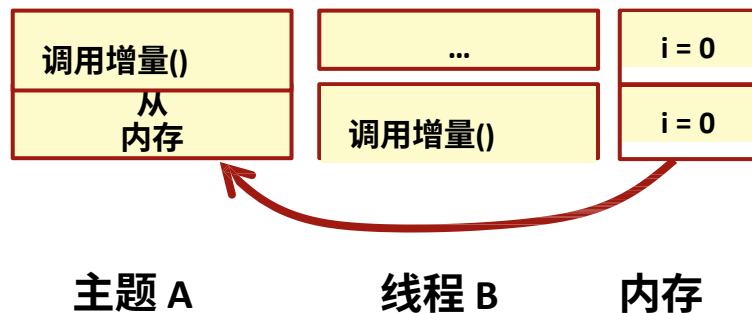 调用增量()
...
i = 0
从
内存
调用增量()
i = 0
主题 A
线程 B
内存